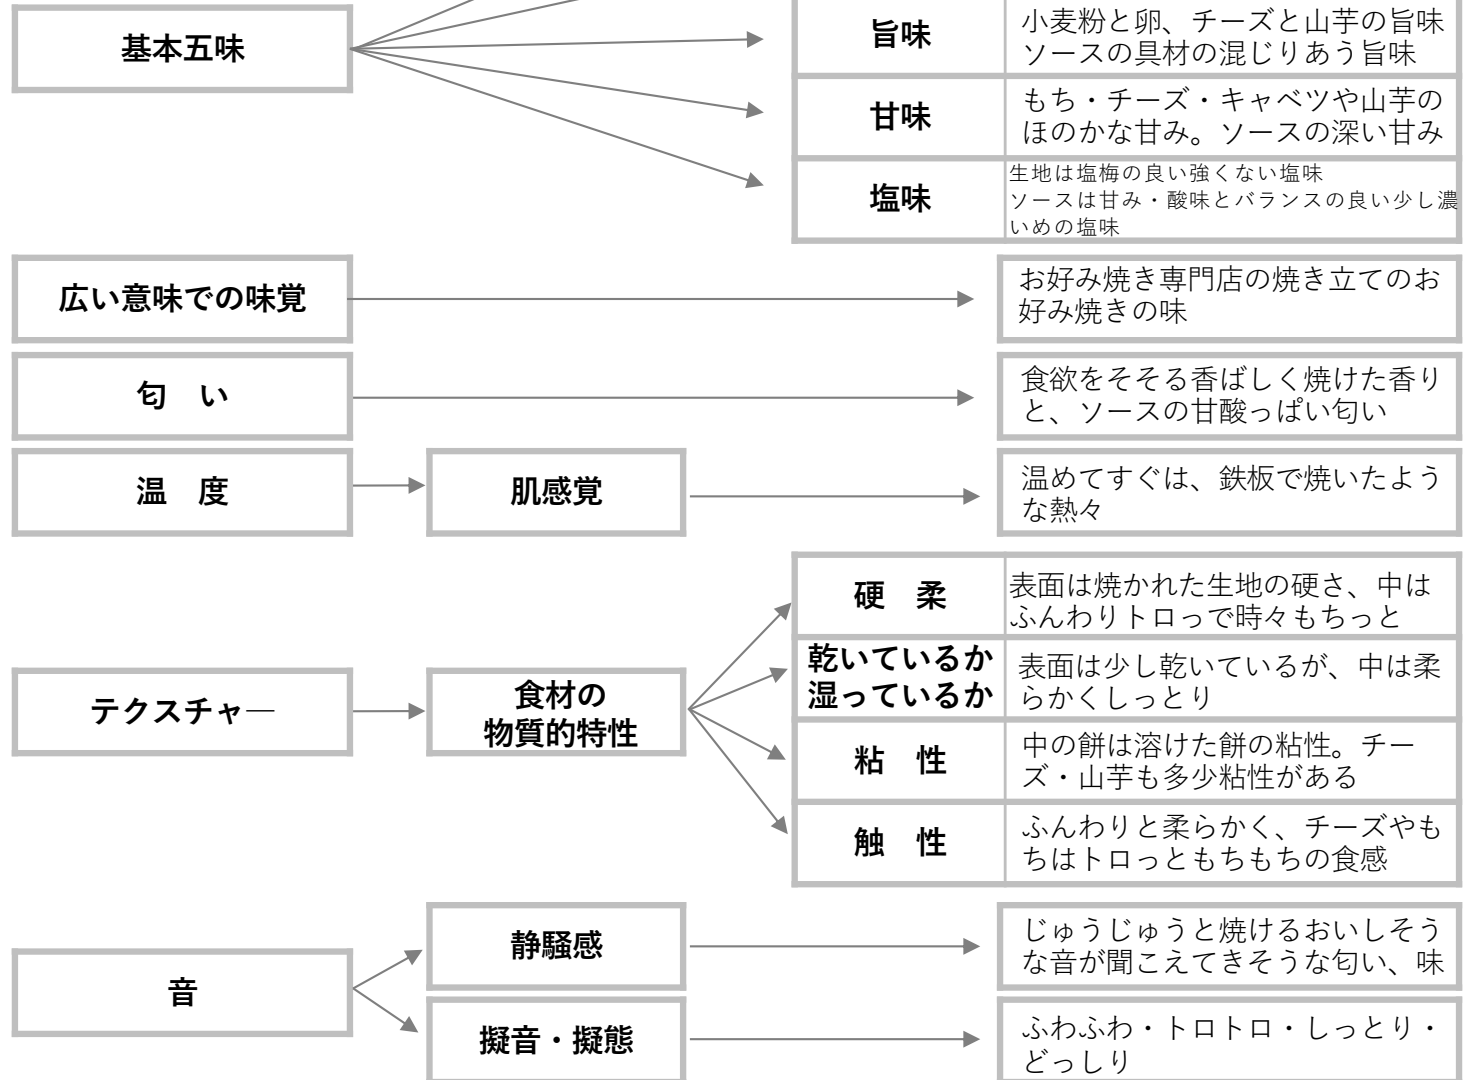 基本五味
旨味
小麦粉と卵、チーズと山芋の旨味
ソースの具材の混じりあう旨味
甘味
もち・チーズ・キャベツや山芋の
ほのかな甘み。ソースの深い甘み
塩味
生地は塩梅の良い強くない塩味
ソースは甘み・酸味とバランスの良い少し濃
いめの塩味
広い意味での味覚
お好み焼き専門店の焼き立てのお
好み焼きの味
匂　い
食欲をそそる香ばしく焼けた香り
と、ソースの甘酸っぱい匂い
温　度
肌感覚
温めてすぐは、鉄板で焼いたよう
な熱々
テクスチャ―
食材の
物質的特性
硬　柔
表面は焼かれた生地の硬さ、中は
ふんわりトロっで時々もちっと
乾いているか
湿っているか
表面は少し乾いているが、中は柔
らかくしっとり
粘　性
中の餅は溶けた餅の粘性。チー
ズ・山芋も多少粘性がある
触　性
ふんわりと柔らかく、チーズやも
ちはトロっともちもちの食感
音
静騒感
じゅうじゅうと焼けるおいしそう
な音が聞こえてきそうな匂い、味
擬音・擬態
ふわふわ・トロトロ・しっとり・
どっしり